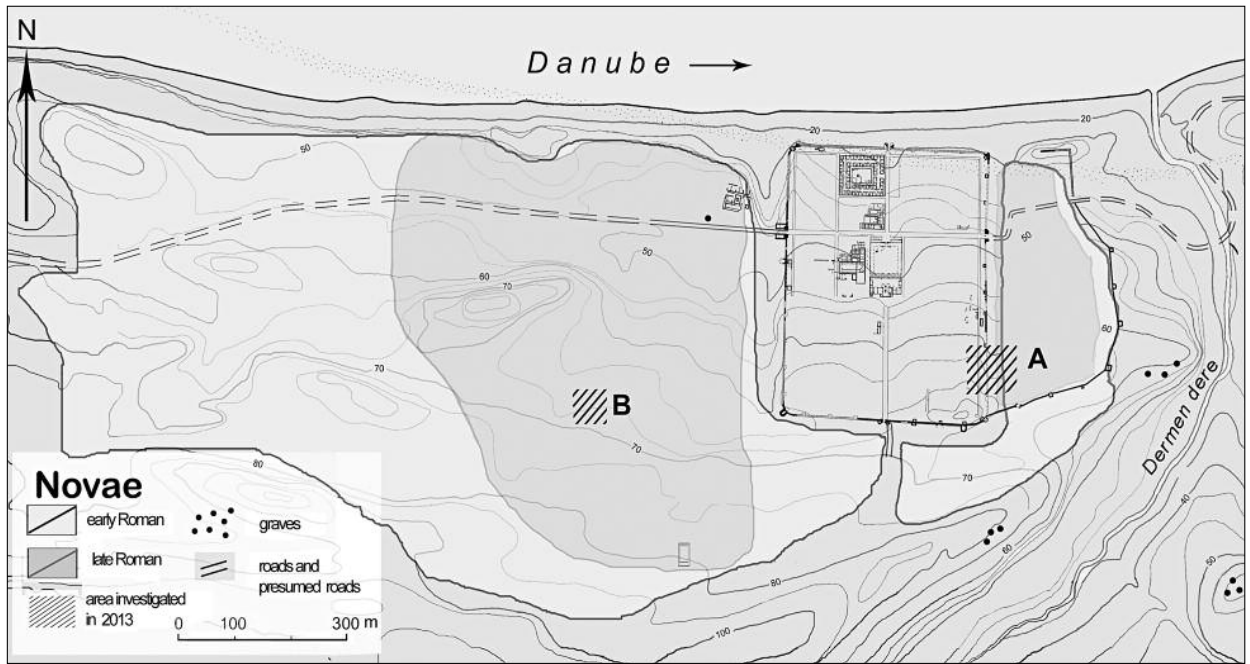 N
Danube
20
20
50
50
50
60
70
A
60
70
B
70
70
80
Dermen dere
40
60
50
80
100
Novae
early Roman
graves
late Roman
roads and
presumed roads
area investigated
in 2013
0 100 300 m